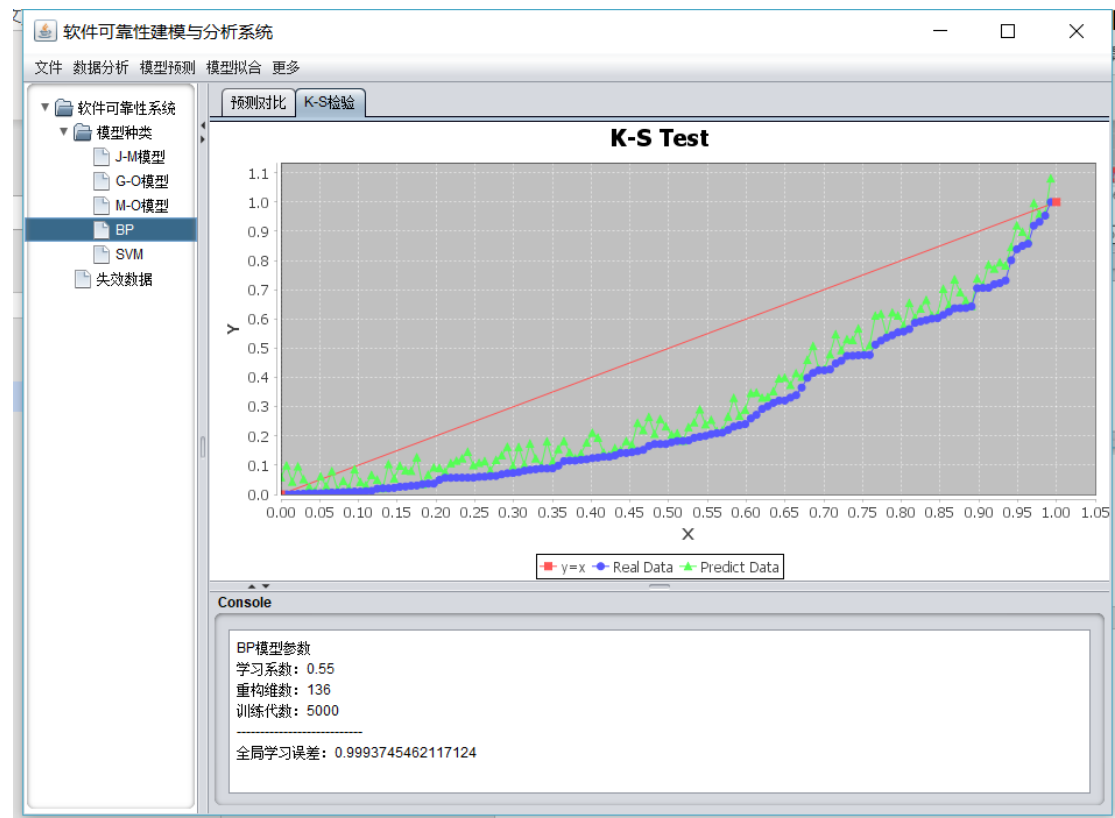 软件可靠性建模与分析系统
文件 数据分析 模型预测 模型拟合 更多
软件可靠性系统
模型种类
J-M模型
G-O模型
M-O模型
BP
SVM
失效数据
预测对比 K-S检验
K-S Test
1.1
1.0
0.9
0.8
0.7
0.6
0.5
0.4
0.3
0.2
0.1
0.0
Y
0.00 0.05 0.10 0.15 0.20 0.25 0.30 0.35 0.40 0.45 0.50 0.55 0.60 0.65 0.70 0.75 0.80 0.85 0.90 0.95 1.00 1.05
X
y=x Real Data Predict Data
Console
BP模型参数
学习系数：0.55
重构维数：136
训练代数：5000
---------------------------
全局学习误差：0.9993745462117124